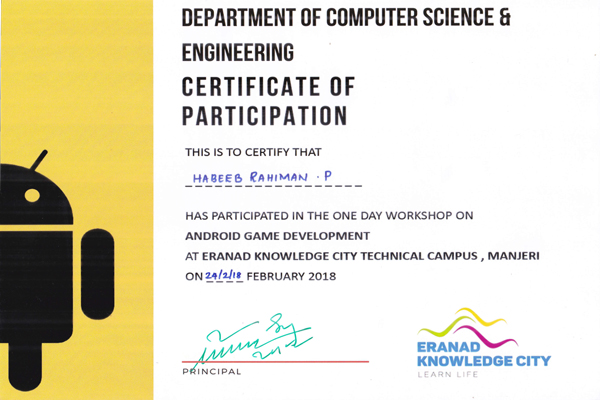 DEPARTMENT OF COMPUTER SCIENCE &
ENGINEERING
CERTIFICATE OF
PARTICIPATION
THIS IS TO CERTIFY THAT
HABEEB RAHIMAN . P
HAS PARTICIPATED IN THE ONE DAY WORKSHOP ON
ANDROID GAME DEVELOPMENT
AT ERANAD KNOWLEDGE CITY TECHNICAL CAMPUS , MANJERI
ON 24/2/18 FEBRUARY 2018
PRINCIPAL
ERANAD
KNOWLEDGE CITY
LEARN LIFE